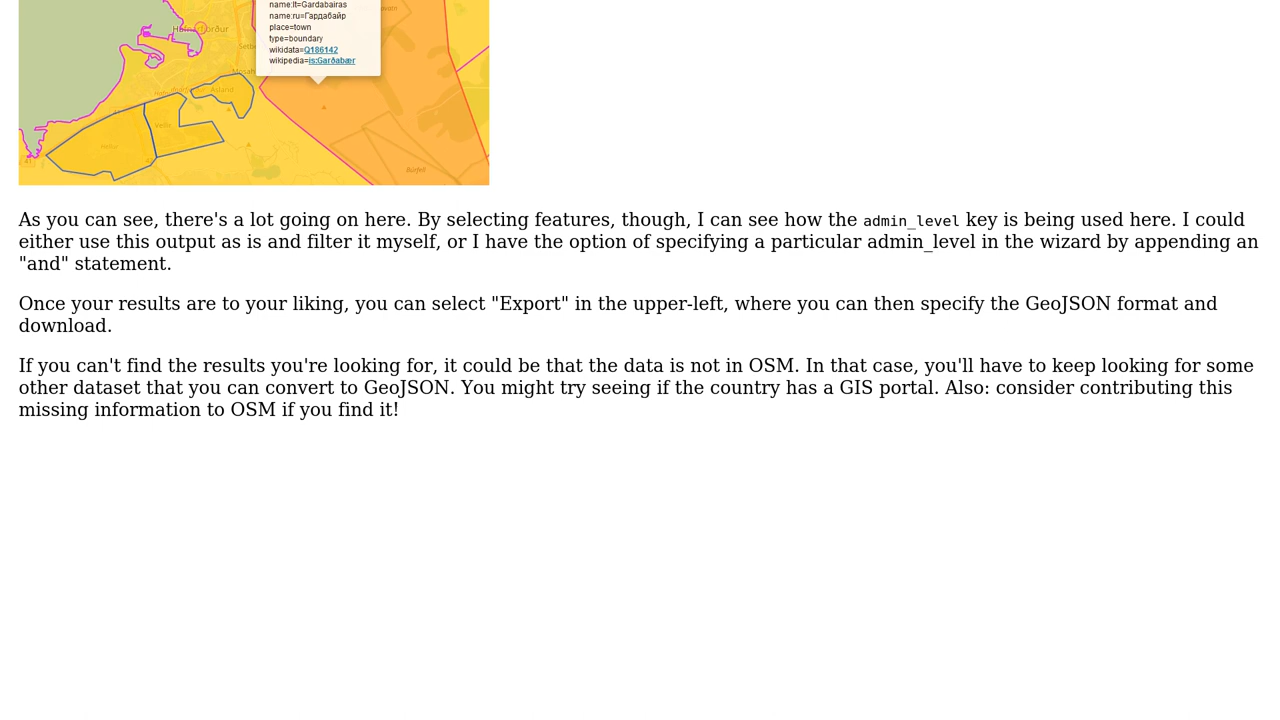 name:lt=Gardabairas
name:ru=Гардабайр
place=town
type=boundary
wikidata=Q186142
wikipedia=is:Garðabær
Hafnarfjörður
Setbe
Mosah
Ásland
Vellir
A1
Búrfell
As you can see, there's a lot going on here. By selecting features, though, I can see how the admin_level key is being used here. I could
either use this output as is and filter it myself, or I have the option of specifying a particular admin_level in the wizard by appending an
"and" statement.
Once your results are to your liking, you can select "Export" in the upper-left, where you can then specify the GeoJSON format and
download.
If you can't find the results you're looking for, it could be that the data is not in OSM. In that case, you'll have to keep looking for some
other dataset that you can convert to GeoJSON. You might try seeing if the country has a GIS portal. Also: consider contributing this
missing information to OSM if you find it!